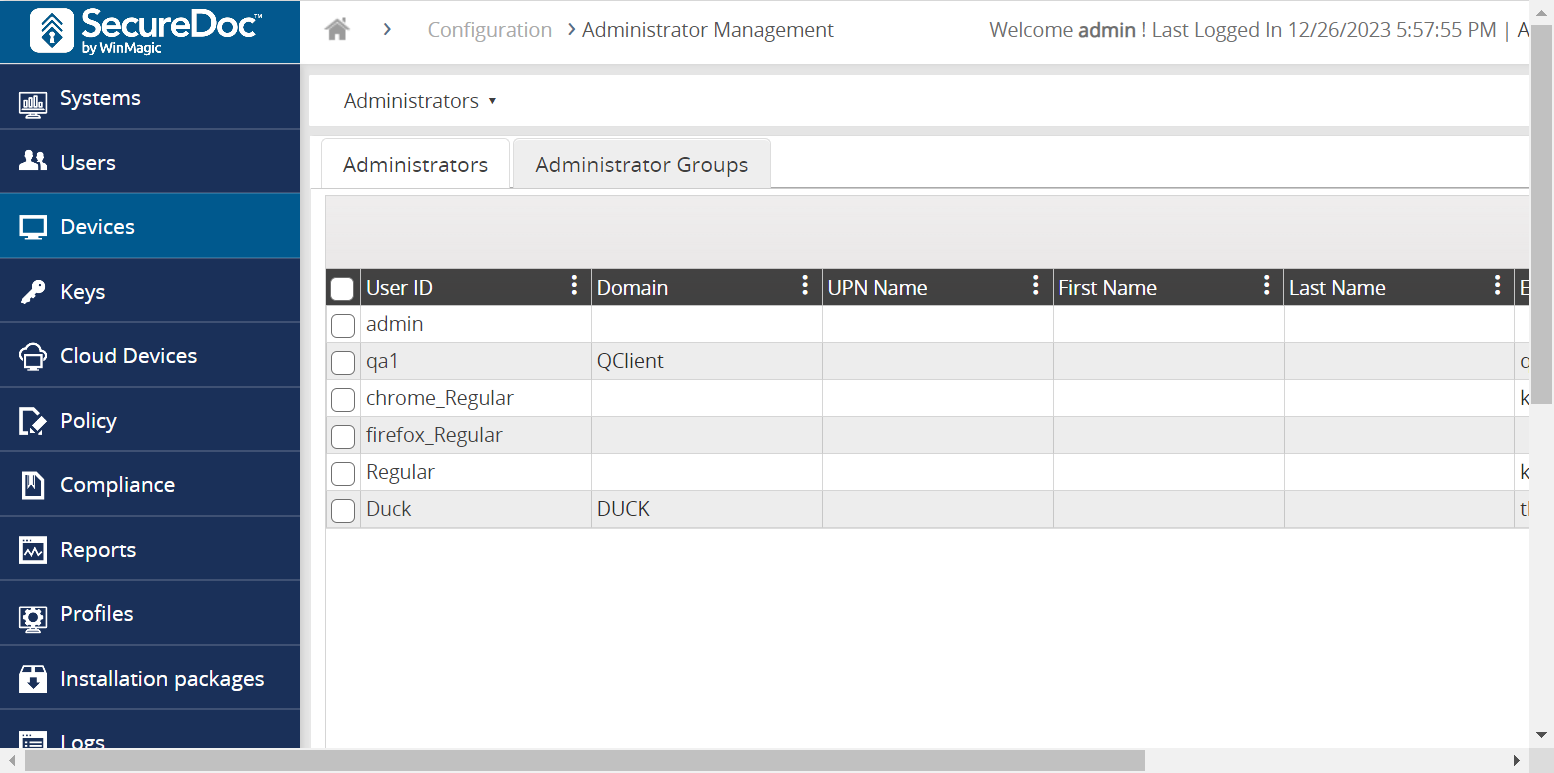 SecureDoc™
by WinMagic
Configuration
Administrator Management
Welcome admin ! Last Logged In 12/26/2023 5:57:55 PM | A
Systems
Users
Devices
Keys
Cloud Devices
Policy
Compliance
Reports
Profiles
Installation packages
Logs
Administrators
Administrators
Administrator Groups
User ID Domain UPN Name First Name Last Name E
admin
qa1 QClient
chrome_Regular k
firefox_Regular
Regular k
Duck DUCK